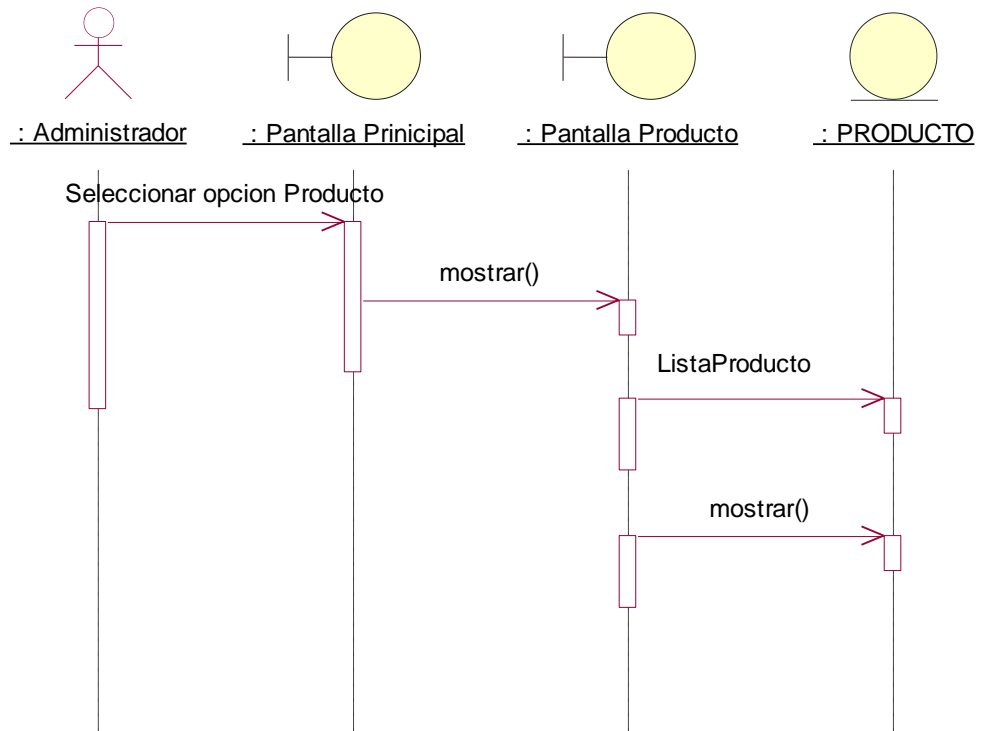 : Administrador
: Pantalla Prinicipal
: Pantalla Producto
: PRODUCTO
Seleccionar opcion Producto
mostrar()
ListaProducto
mostrar()